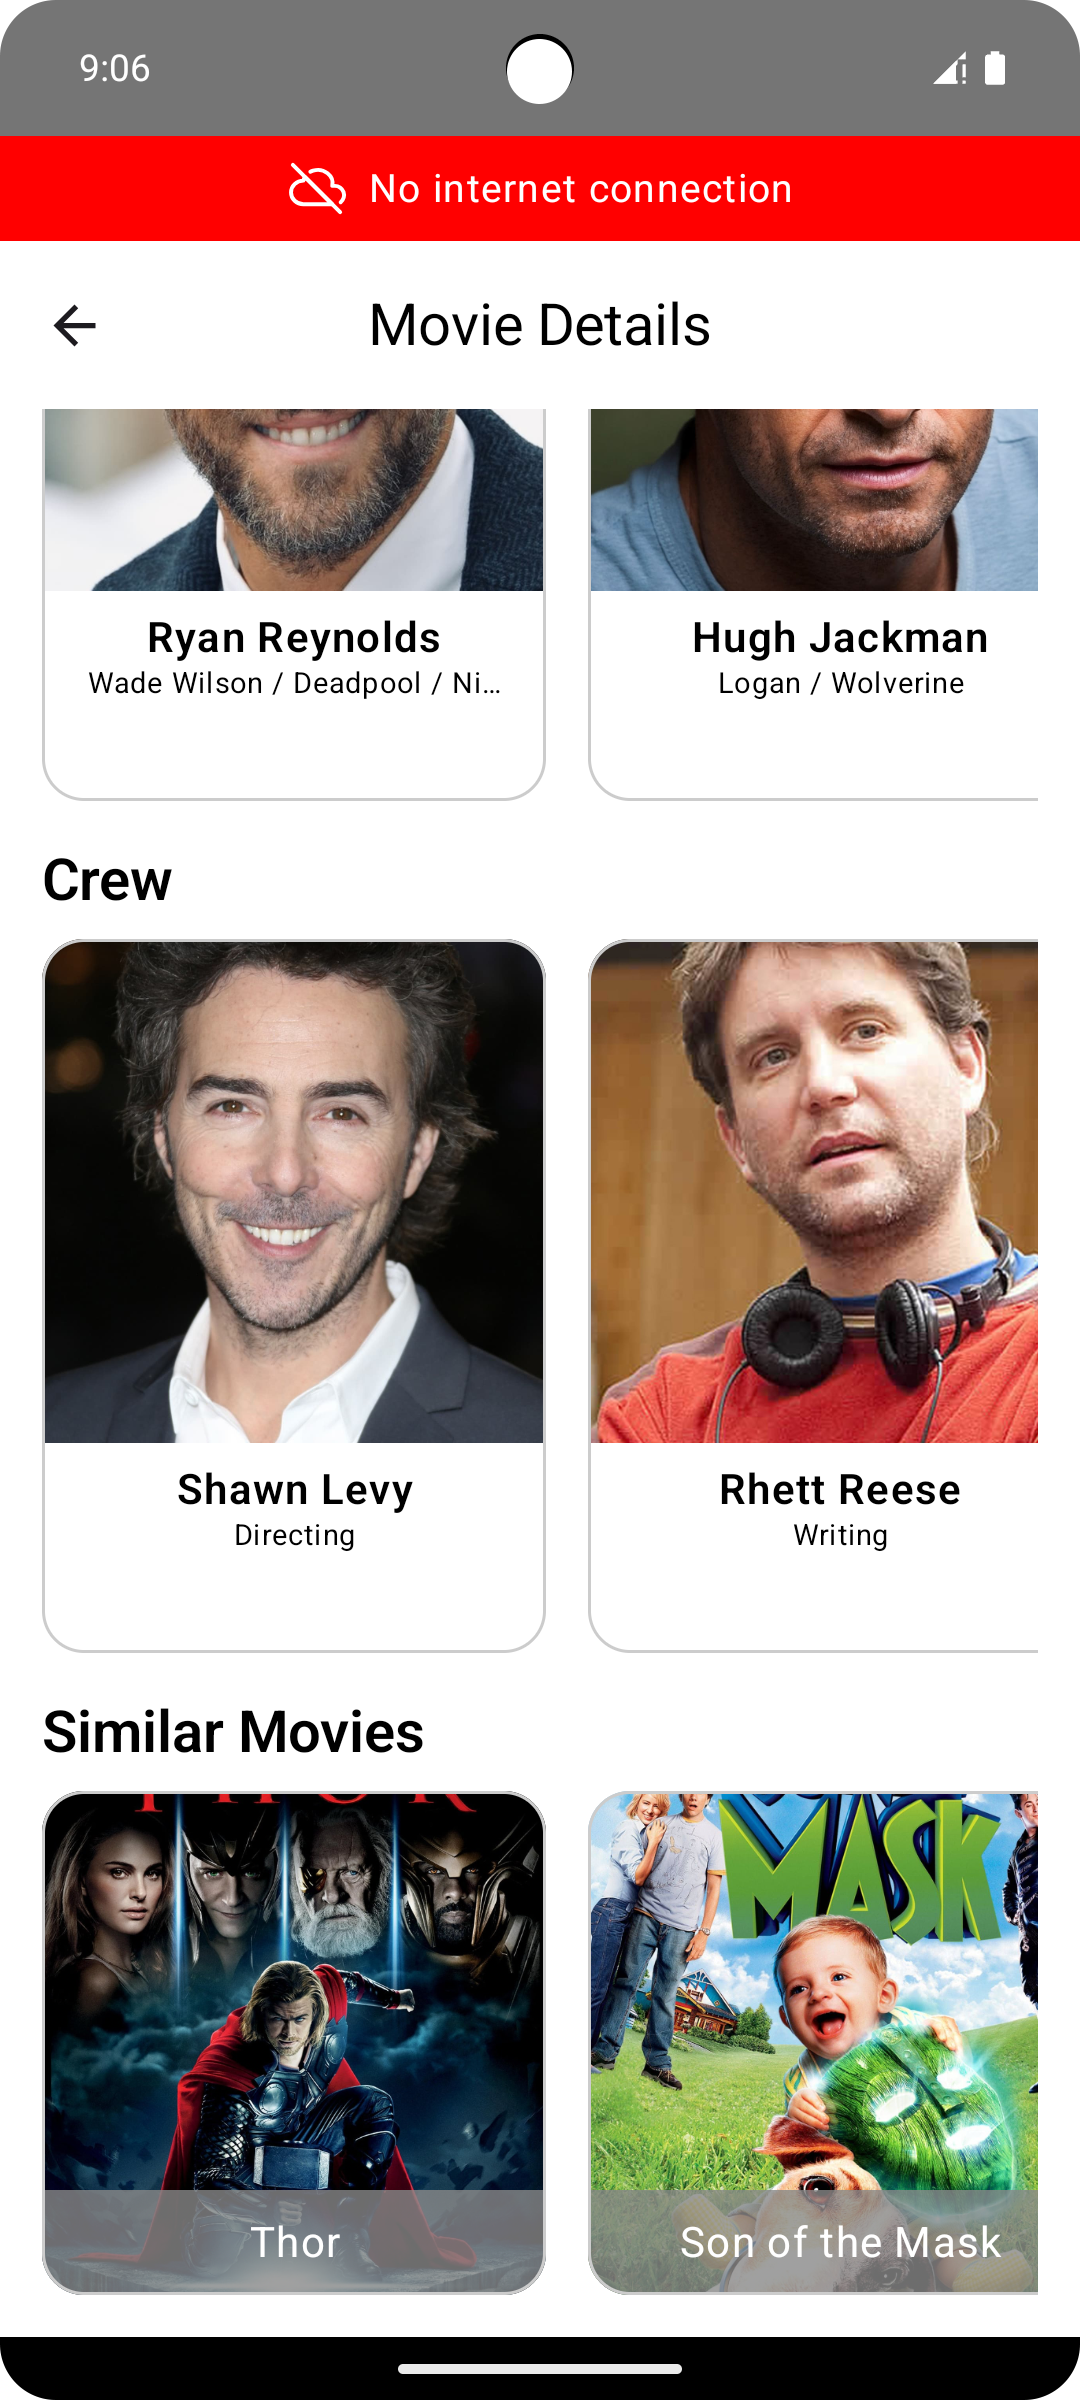 9:06
No internet connection
Movie Details
Ryan Reynolds
Wade Wilson / Deadpool / Ni...
Hugh Jackman
Logan / Wolverine
Crew
Shawn Levy
Directing
Rhett Reese
Writing
Similar Movies
THOR
Thor
MASK
Son of the Mask